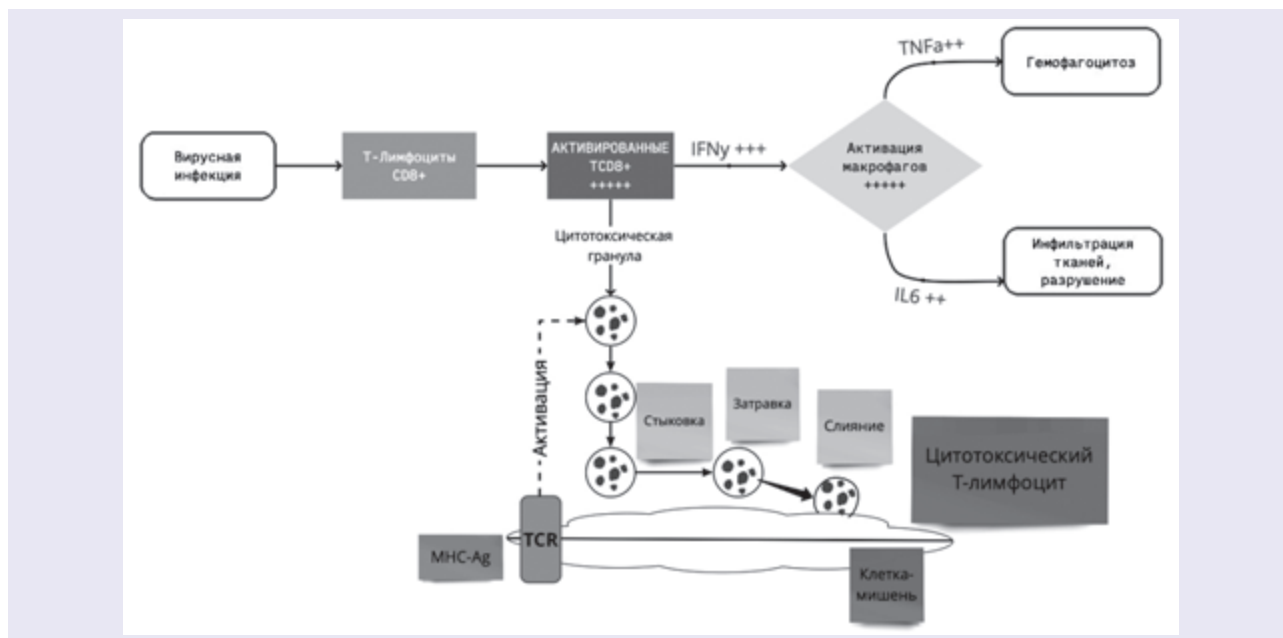 TNFa++
Гемофагоцитоз
Вирусная
инфекция
Т-Лимфоциты
CD8+
АКТИВИРОВАННЫЕ
TCD8+
+++++
IFNy +++
Активация
макрофагов
+++++
Цитотоксическая
гранула
Инфильтрация
тканей,
разрушение
IL6 ++
Активация
Стыковка
Затравка
Слияние
Цитотоксический
Т-лимфоцит
TCR
MHC-Ag
Клетка-
мишень